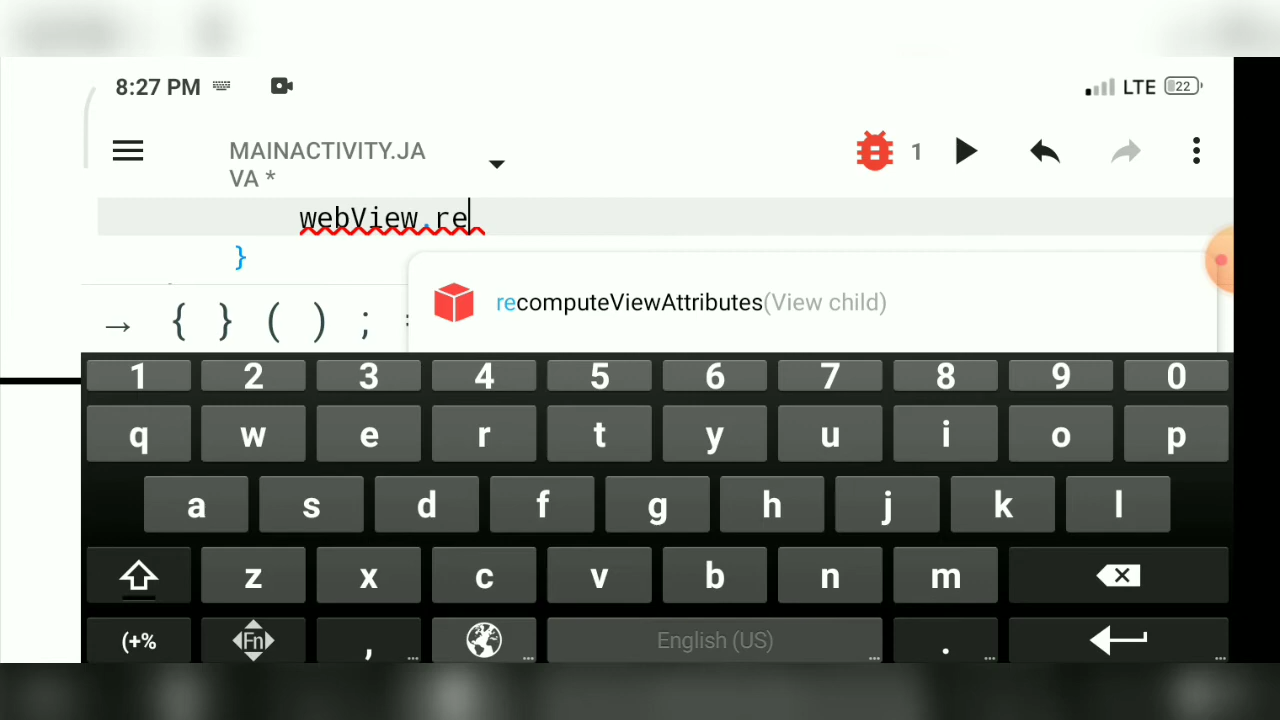 8:27 PM LTE 22
MAINACTIVITY.JA
VA *
1
webView.re
}
recomputeViewAttributes(View child)
→ { } ( ) ;
1 2 3 4 5 6 7 8 9 0
q w e r t y u i o p
a s d f g h j k l
z x c v b n m
(+% Fn , ... ... English (US) ... . ... ...